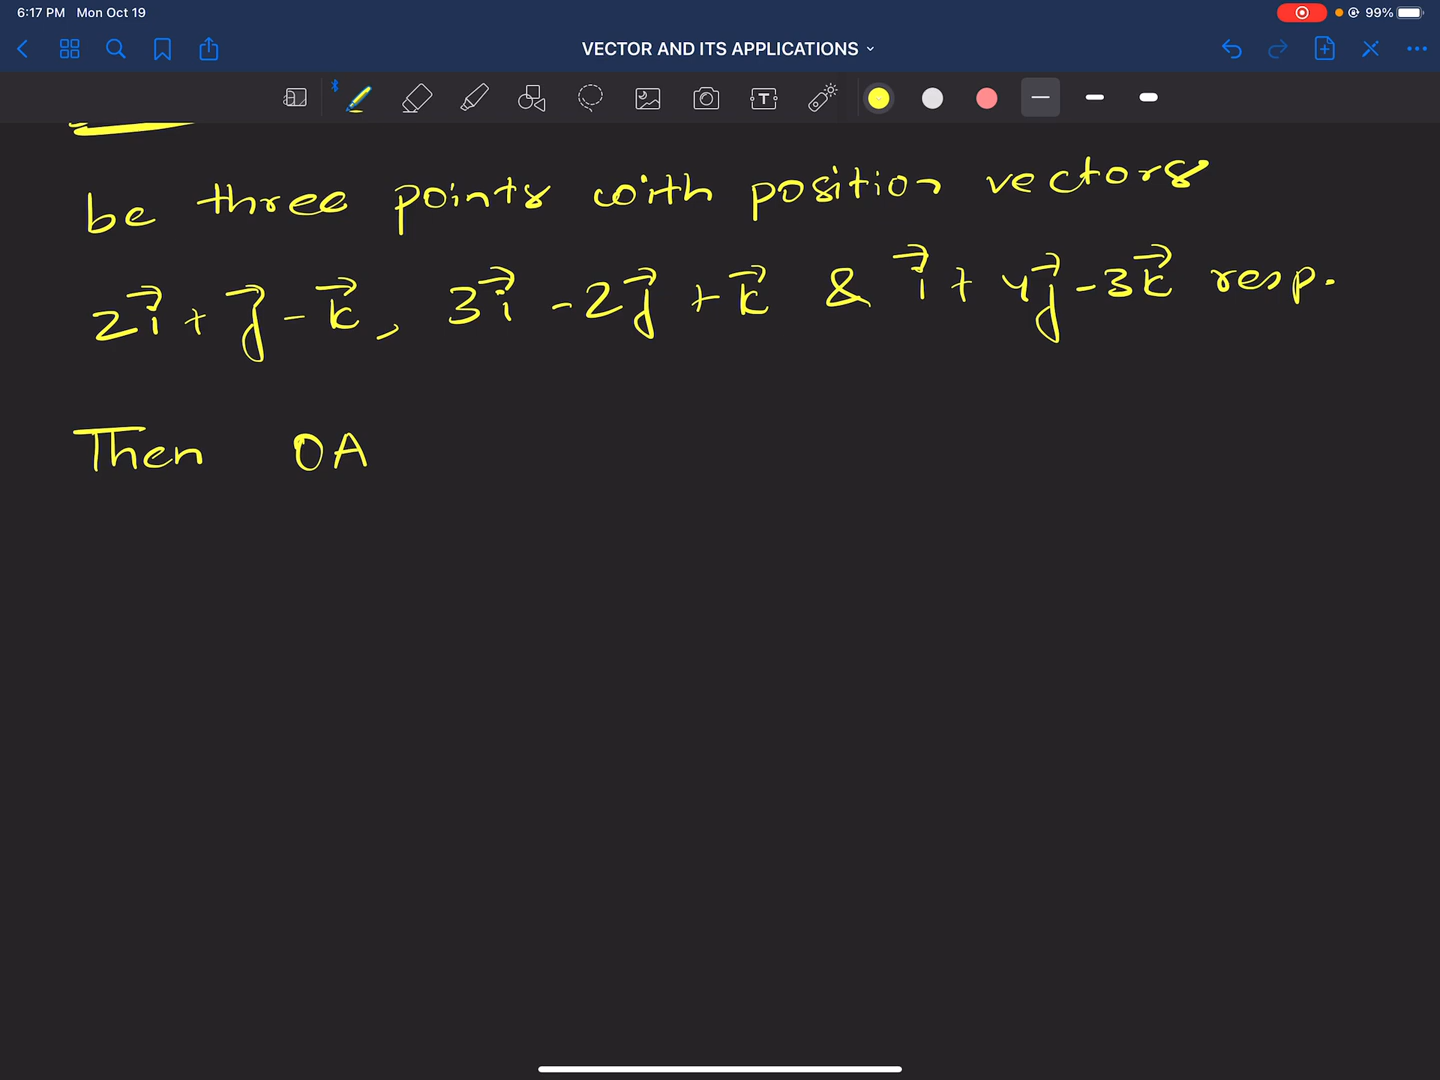 6:17 PM Mon Oct 19
99%
VECTOR AND ITS APPLICATIONS
T
be three points with position vectors
2i⃗ + j⃗ - k⃗, 3i⃗ - 2j⃗ + k⃗ & i⃗ + 4j⃗ - 3k⃗ resp.
Then OA